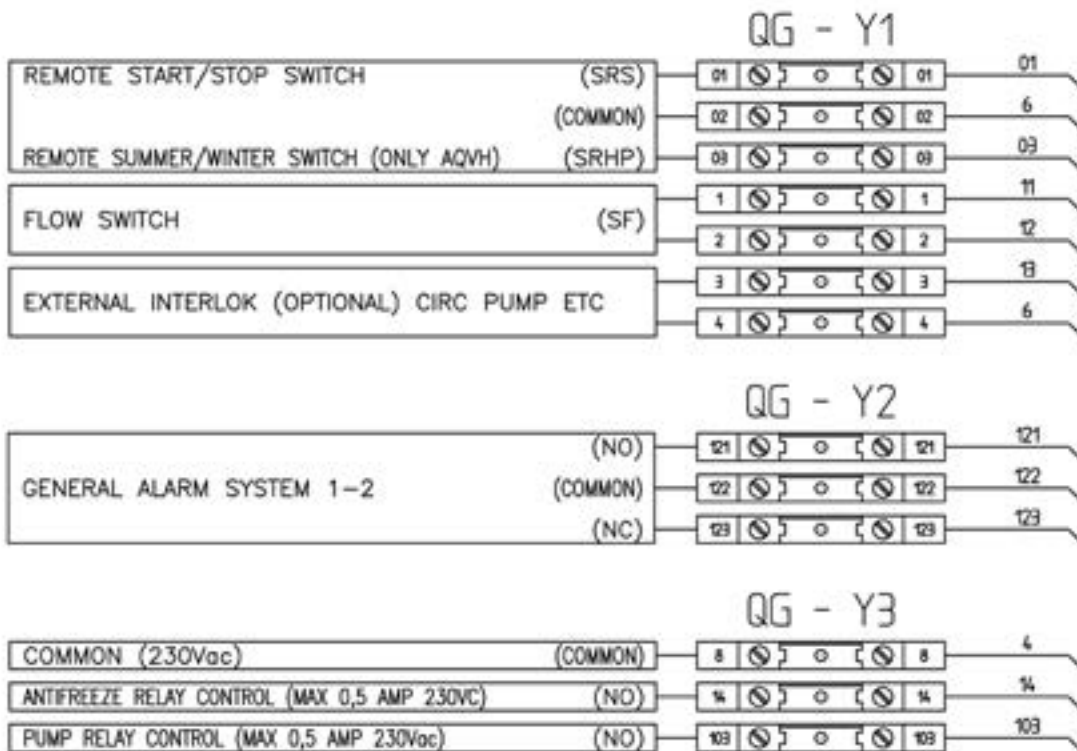 QG - Y1
REMOTE START/STOP SWITCH (SRS) 01 01 01
(COMMON) 02 02 6
REMOTE SUMMER/WINTER SWITCH (ONLY AQVH) (SRHP) 03 03 03
1 1 11
FLOW SWITCH (SF)
2 2 12
3 3 13
EXTERNAL INTERLOK (OPTIONAL) CIRC PUMP ETC
4 4 6
QG - Y2
(NO) 121 121 121
GENERAL ALARM SYSTEM 1-2 (COMMON) 122 122 122
(NC) 123 123 123
QG - Y3
COMMON (230Vac) (COMMON) 8 8 4
ANTIFREEZE RELAY CONTROL (MAX 0,5 AMP 230VC) (NO) 14 14 14
PUMP RELAY CONTROL (MAX 0,5 AMP 230Vac) (NO) 103 103 103